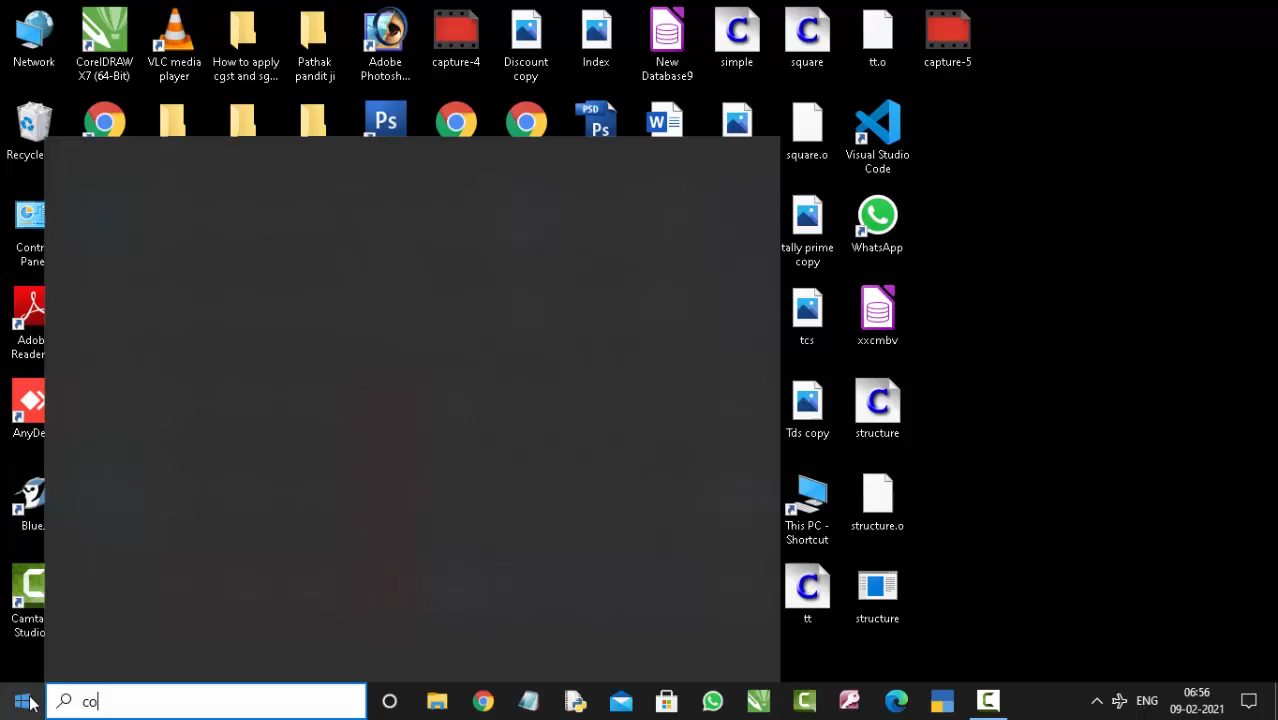 Network
CorelDRAW X7 (64-Bit)
VLC media player
How to apply cgst and sg...
Pathak pandit ji
Adobe Photosh...
capture-4
Discount copy
Index
New Database9
simple
square
tt.o
capture-5
PSD
Ps
Ps
W
C
C
Recycle
square.o
Visual Studio Code
Contr
Pane
tally prime copy
WhatsApp
Adob
Reader
tcs
xxcmbv
AnyDe
Tds copy
structure
C
Blue
This PC - Shortcut
structure.o
Camta
Studio
C
tt
structure
co
ENG
06:56
09-02-2021